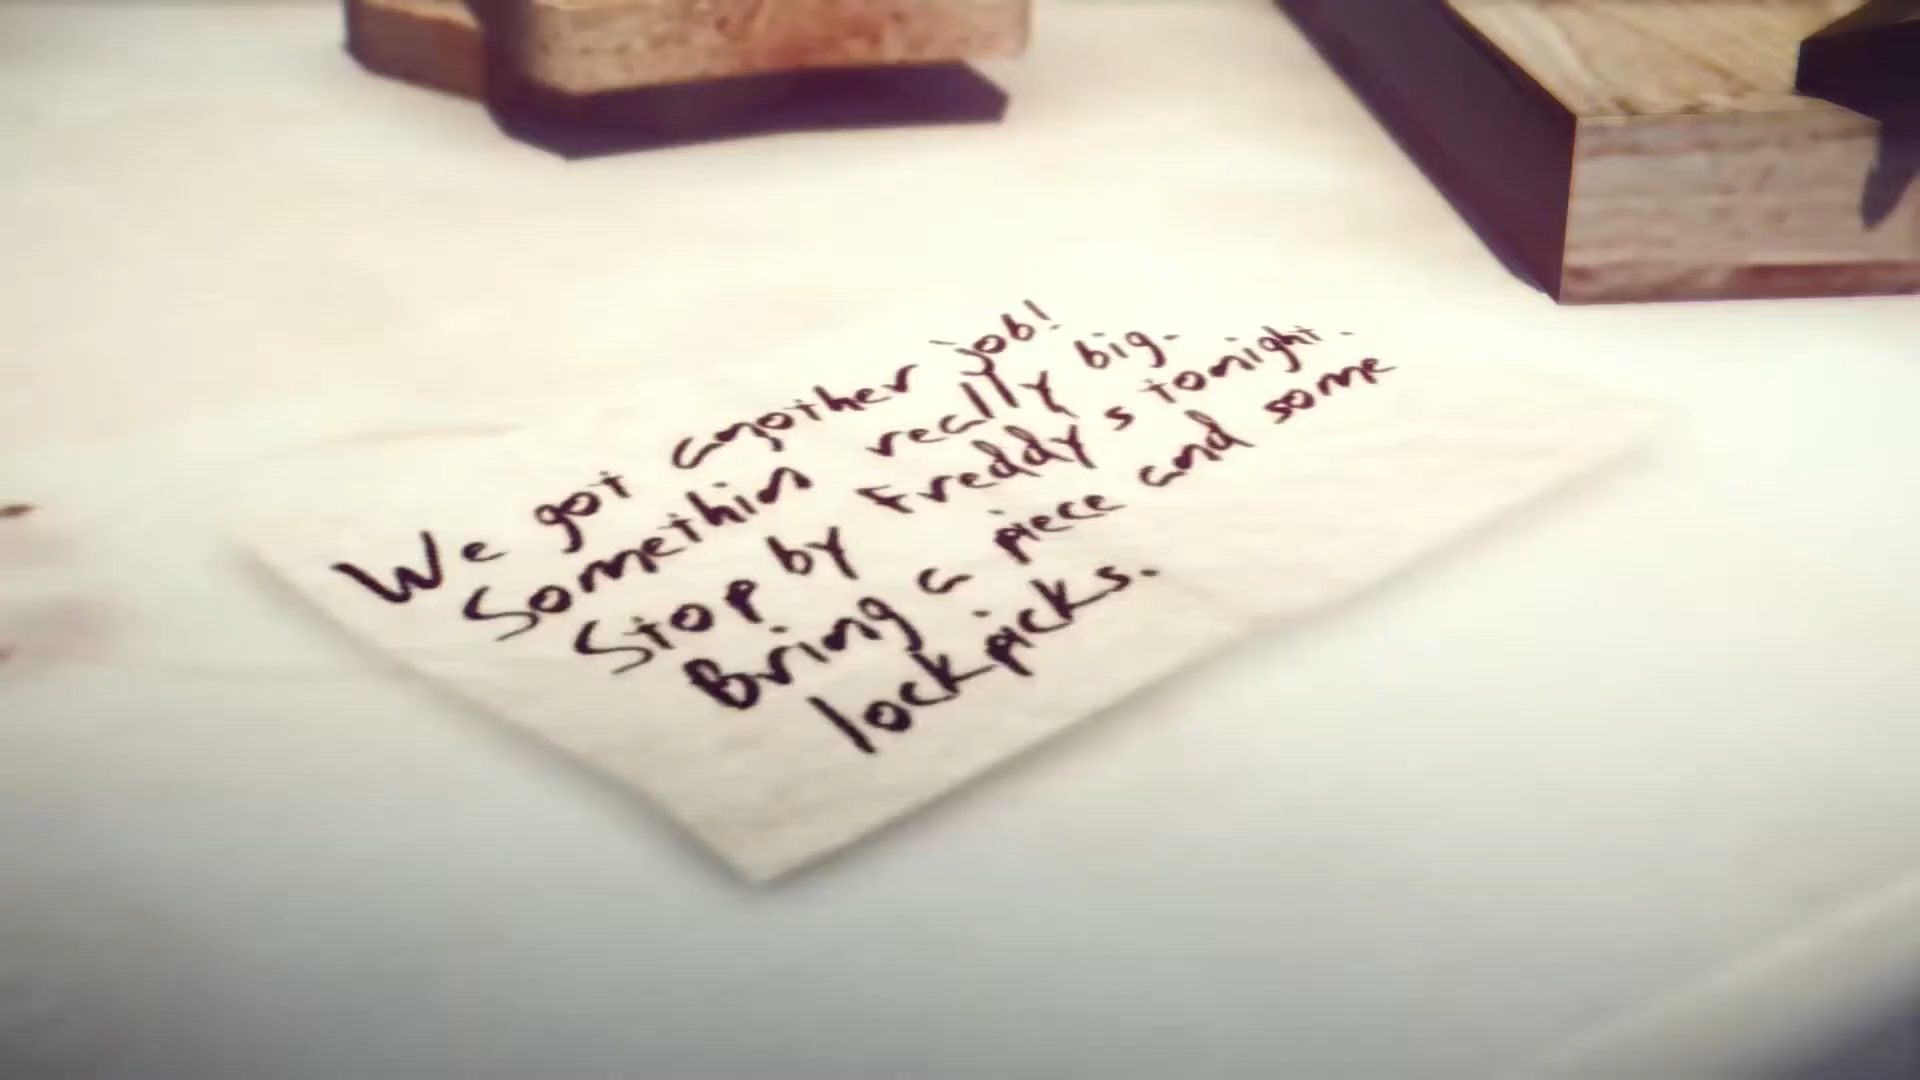 We got another job!
Somethin really big.
Stop by Freddy s tonight.
Bring a piece and some
lockpicks.